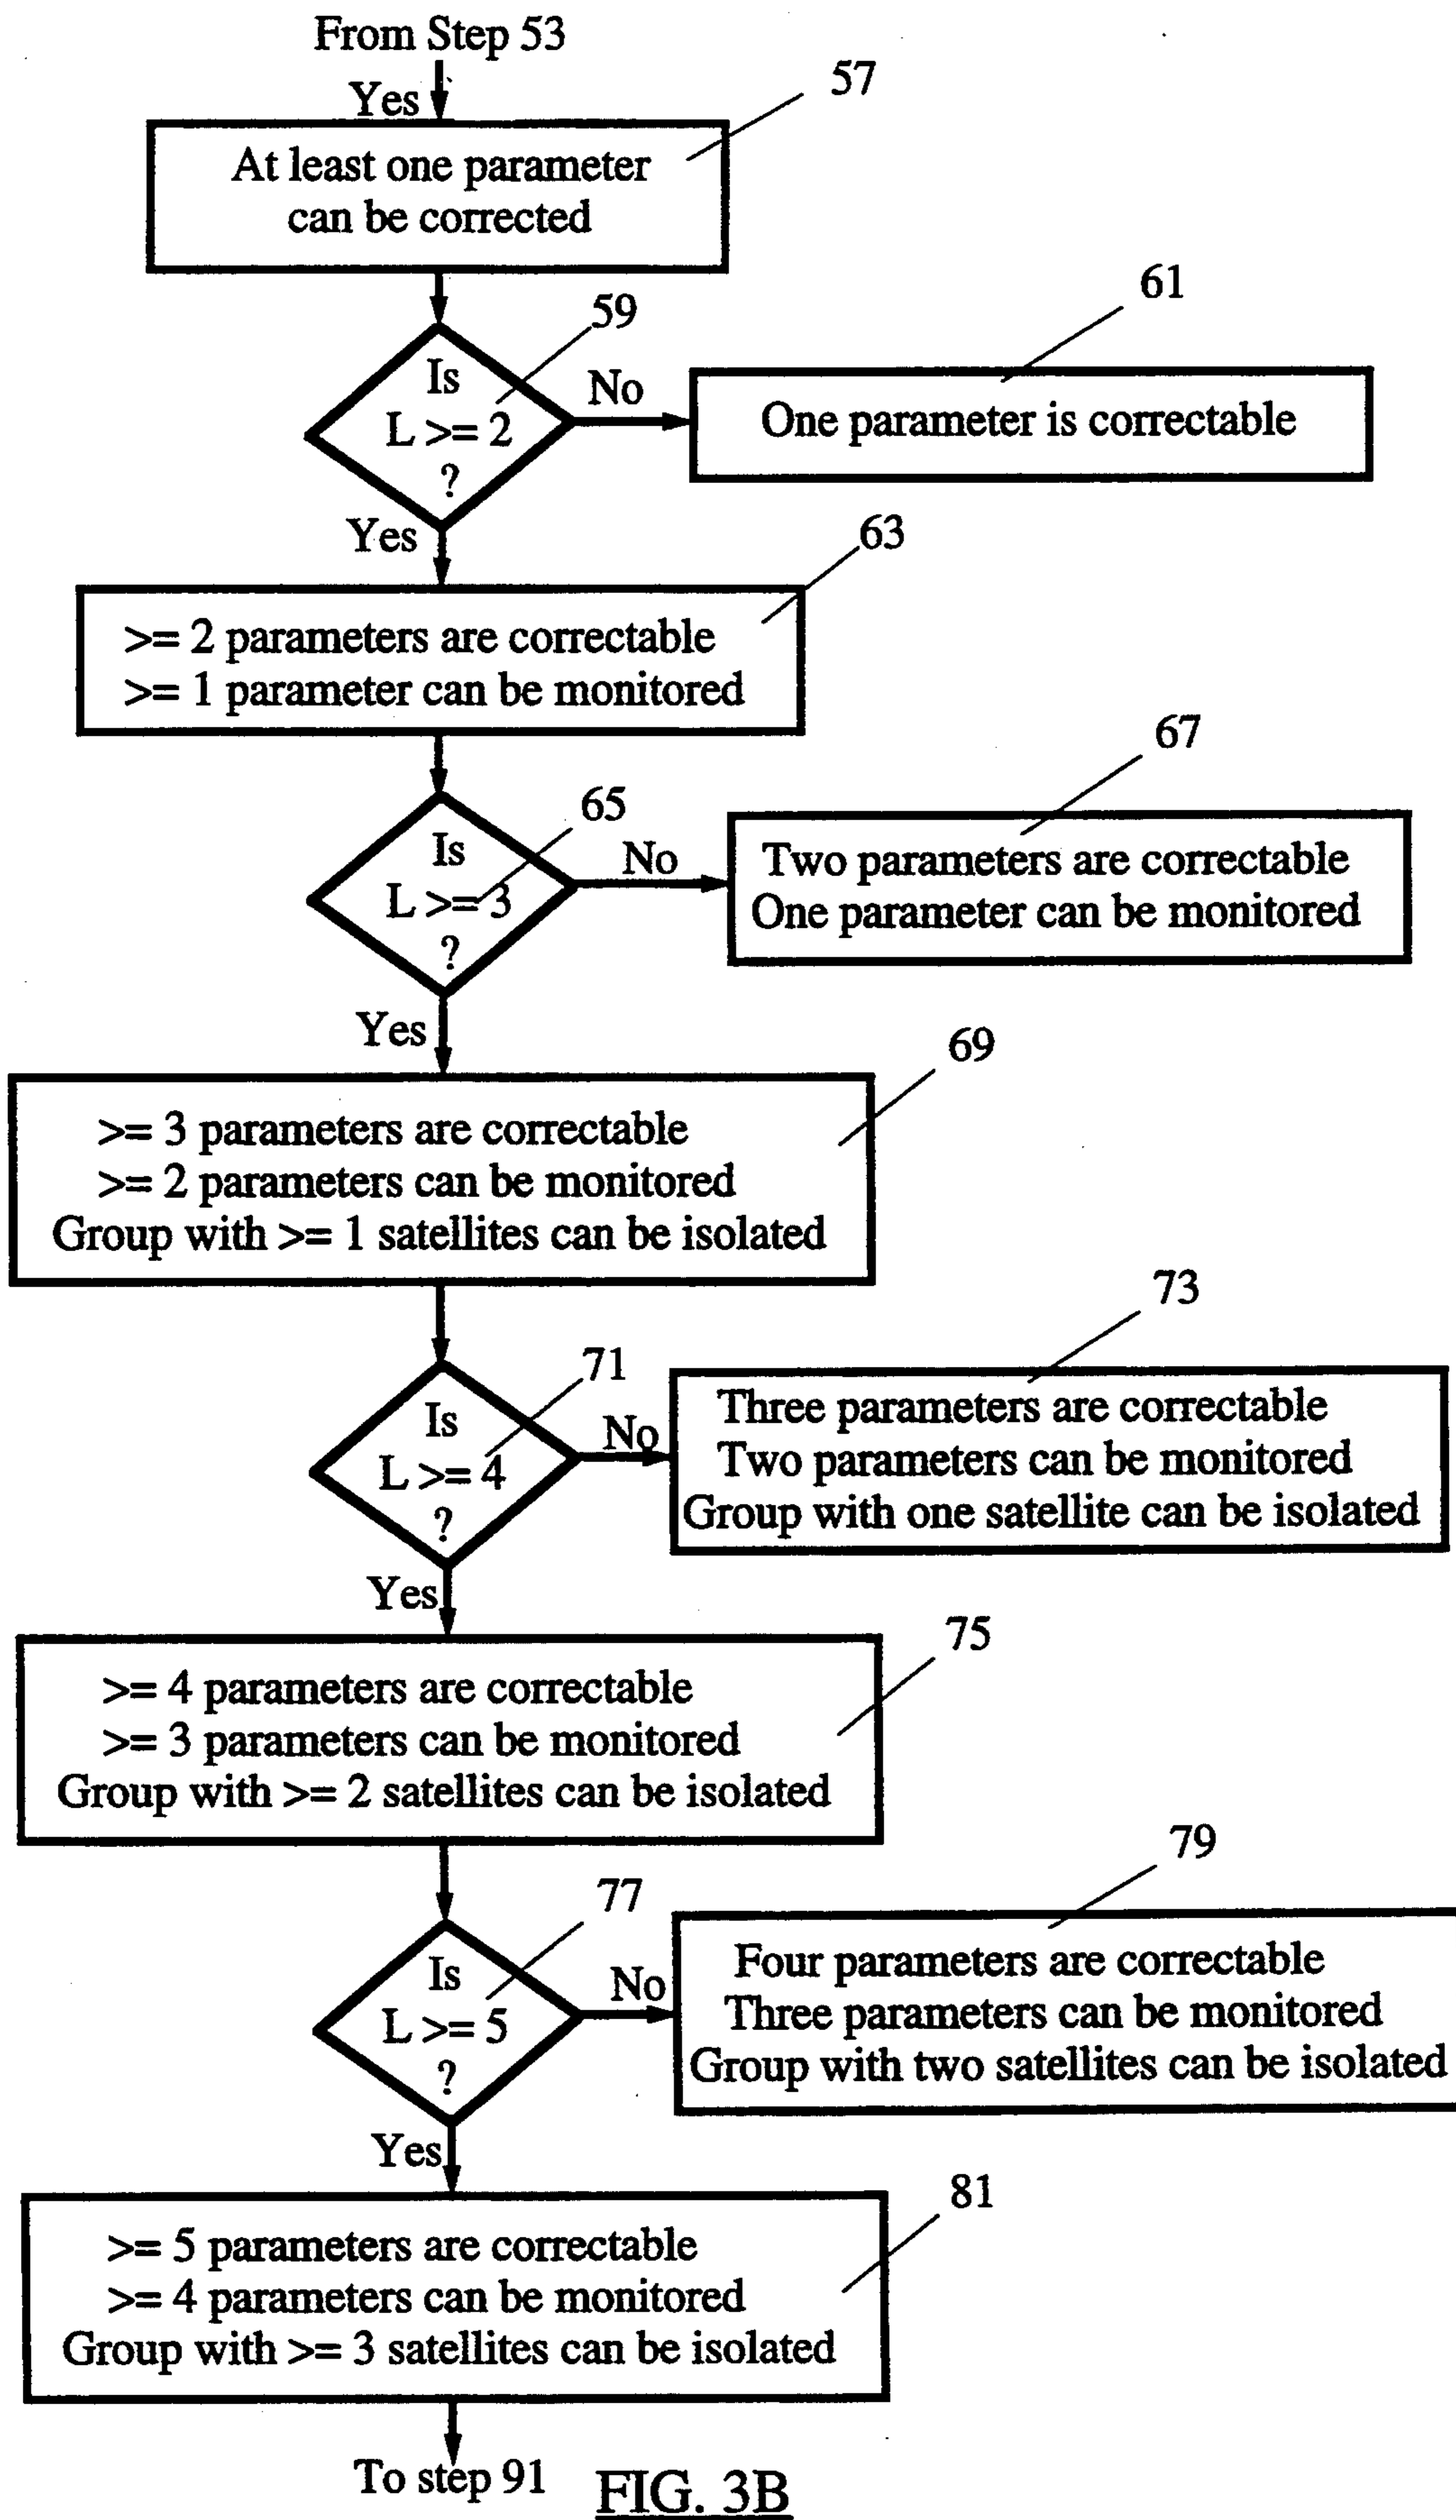 From Step 53
Yes
57
At least one parameter
can be corrected
59
Is
L >= 2
?
No
61
One parameter is correctable
Yes
63
>= 2 parameters are correctable
>= 1 parameter can be monitored
65
Is
L >= 3
?
No
67
Two parameters are correctable
One parameter can be monitored
Yes
69
>= 3 parameters are correctable
>= 2 parameters can be monitored
Group with >= 1 satellites can be isolated
71
Is
L >= 4
?
No
73
Three parameters are correctable
Two parameters can be monitored
Group with one satellite can be isolated
Yes
75
>= 4 parameters are correctable
>= 3 parameters can be monitored
Group with >= 2 satellites can be isolated
77
Is
L >= 5
?
No
79
Four parameters are correctable
Three parameters can be monitored
Group with two satellites can be isolated
Yes
81
>= 5 parameters are correctable
>= 4 parameters can be monitored
Group with >= 3 satellites can be isolated
To step 91
FIG. 3B